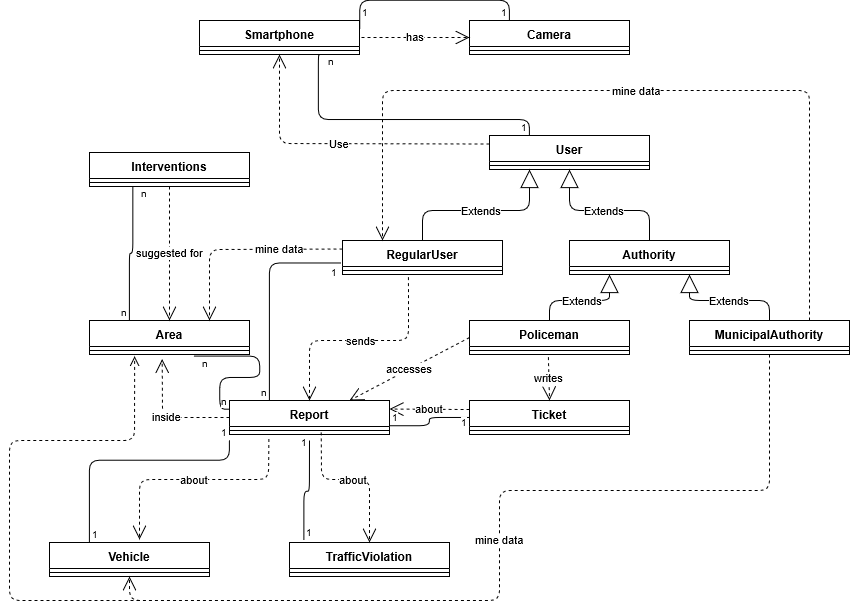 1
1
Smartphone
has
Camera
n
mine data
1
Use
User
Interventions
n
Extends
Extends
suggested for
mine data
RegularUser
Authority
1
Extends
Extends
n
Area
Policeman
MunicipalAuthority
sends
n
accesses
writes
n
n
inside
Report
about
1
1
Ticket
1
1
about
about
1
1
mine data
Vehicle
TrafficViolation